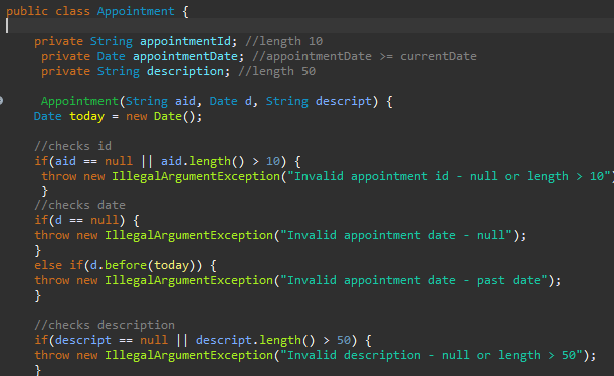 public class Appointment {
private String appointmentId; //length 10
private Date appointmentDate; //appointmentDate >= currentDate
private String description; //length 50
Appointment(String aid, Date d, String descript) {
Date today = new Date();
//checks id
if(aid == null || aid.length() > 10) {
throw new IllegalArgumentException("Invalid appointment id - null or length > 10")
}
//checks date
if(d == null) {
throw new IllegalArgumentException("Invalid appointment date - null");
}
else if(d.before(today)) {
throw new IllegalArgumentException("Invalid appointment date - past date");
}
//checks description
if(descript == null || descript.length() > 50) {
throw new IllegalArgumentException("Invalid description - null or length > 50");
}